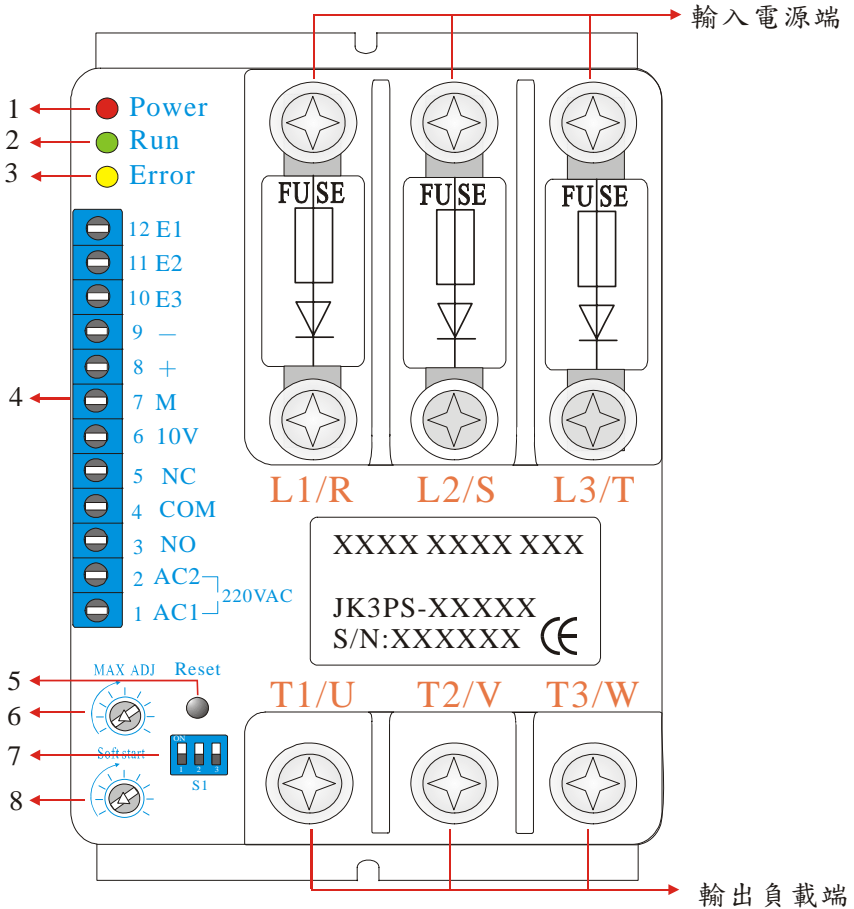 輸入電源端
1 Power
2 Run
3 Error
FUSE FUSE FUSE
12 E1
11 E2
10 E3
9 −
8 +
4
7 M
6 10V
5 NC
4 COM
3 NO
2 AC2
1 AC1
220VAC
L1/R L2/S L3/T
XXXX XXXX XXX
JK3PS-XXXXX
S/N:XXXXXX CE
MAX ADJ Reset
5
6
T1/U T2/V T3/W
7
ON
1 2 3
S1
Soft start
8
輸出負載端